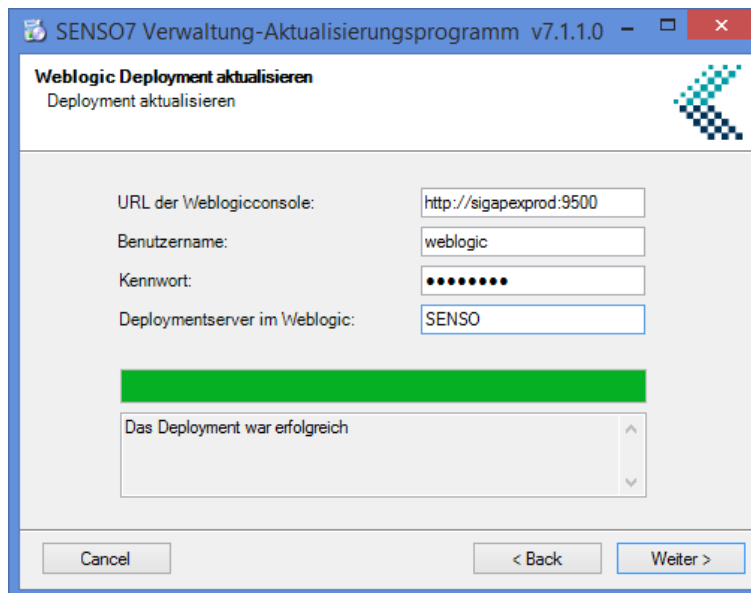 SENSO7 Verwaltung-Aktualisierungsprogramm v7.1.1.0
Weblogic Deployment aktualisieren
Deployment aktualisieren
URL der Weblogicconsole: http://sigapexprod:9500
Benutzername: weblogic
Kennwort: ●●●●●●●●
Deploymentserver im Weblogic: SENSO
Das Deployment war erfolgreich
Cancel < Back Weiter >